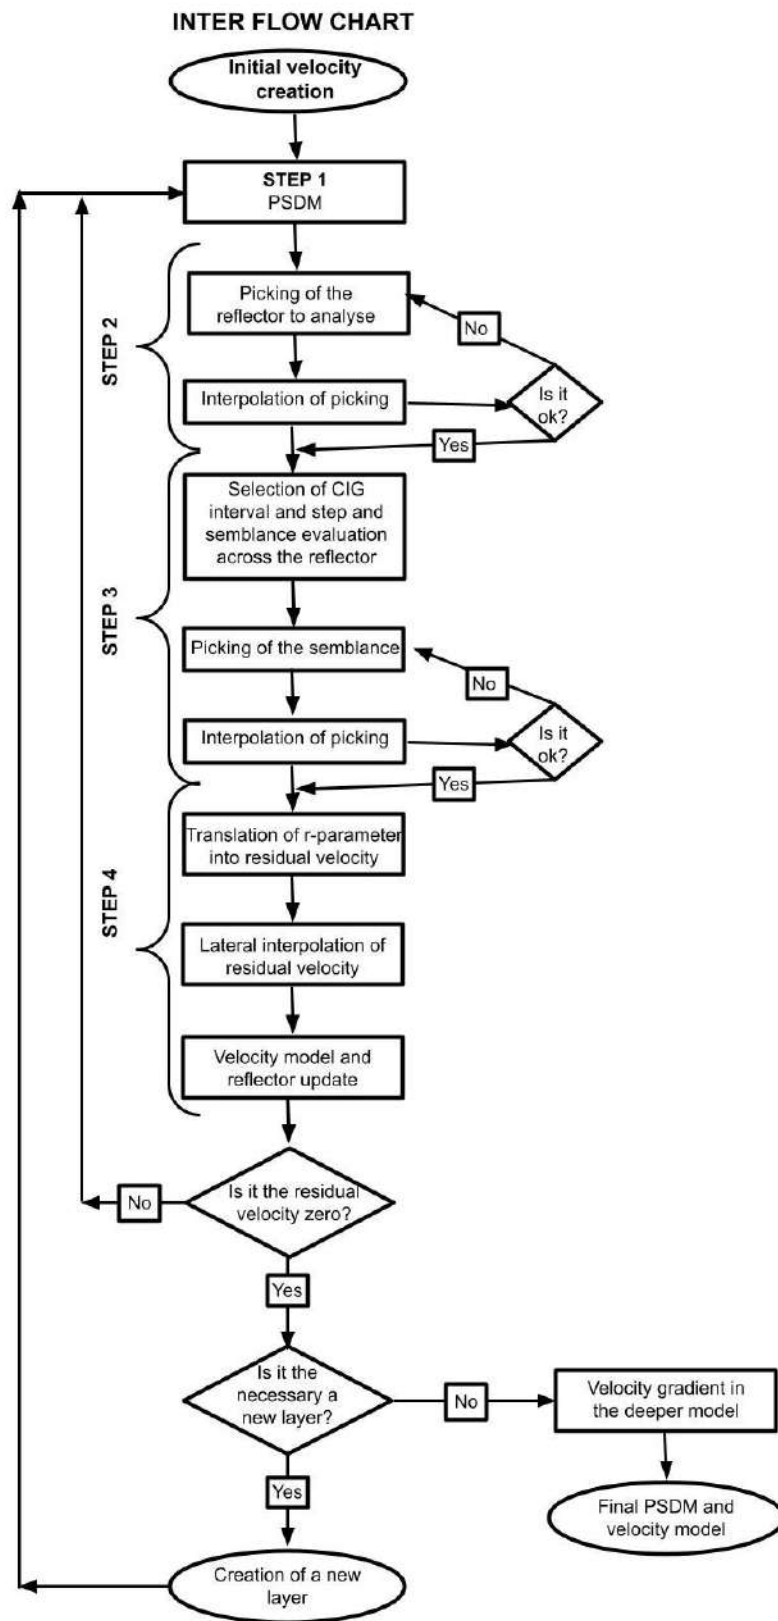 INTER FLOW CHART
Initial velocity
creation
STEP 1
PSDM
STEP 2
Picking of the
reflector to analyse
No
Interpolation of picking
Is it
ok?
Yes
STEP 3
Selection of CIG
interval and step and
semblance evaluation
across the reflector
Picking of the semblance
No
Interpolation of picking
Is it
ok?
Yes
STEP 4
Translation of r-parameter
into residual velocity
Lateral interpolation of
residual velocity
Velocity model and
reflector update
Is it the residual
velocity zero?
No
Yes
Is it the
necessary a
new layer?
No
Velocity gradient in
the deeper model
Yes
Final PSDM and
velocity model
Creation of a new
layer